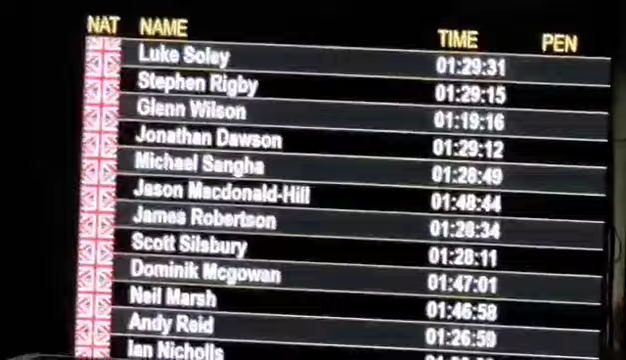 NAT NAME TIME PEN
Luke Soley 01:29:31
Stephen Rigby 01:29:15
Glenn Wilson 01:19:16
Jonathan Dawson 01:29:12
Michael Sangha 01:28:49
Jason Macdonald-Hill 01:48:44
James Robertson 01:28:34
Scott Silsbury 01:28:11
Dominik Mcgowan 01:47:01
Neil Marsh 01:46:58
Andy Reid 01:26:59
Ian Nicholls